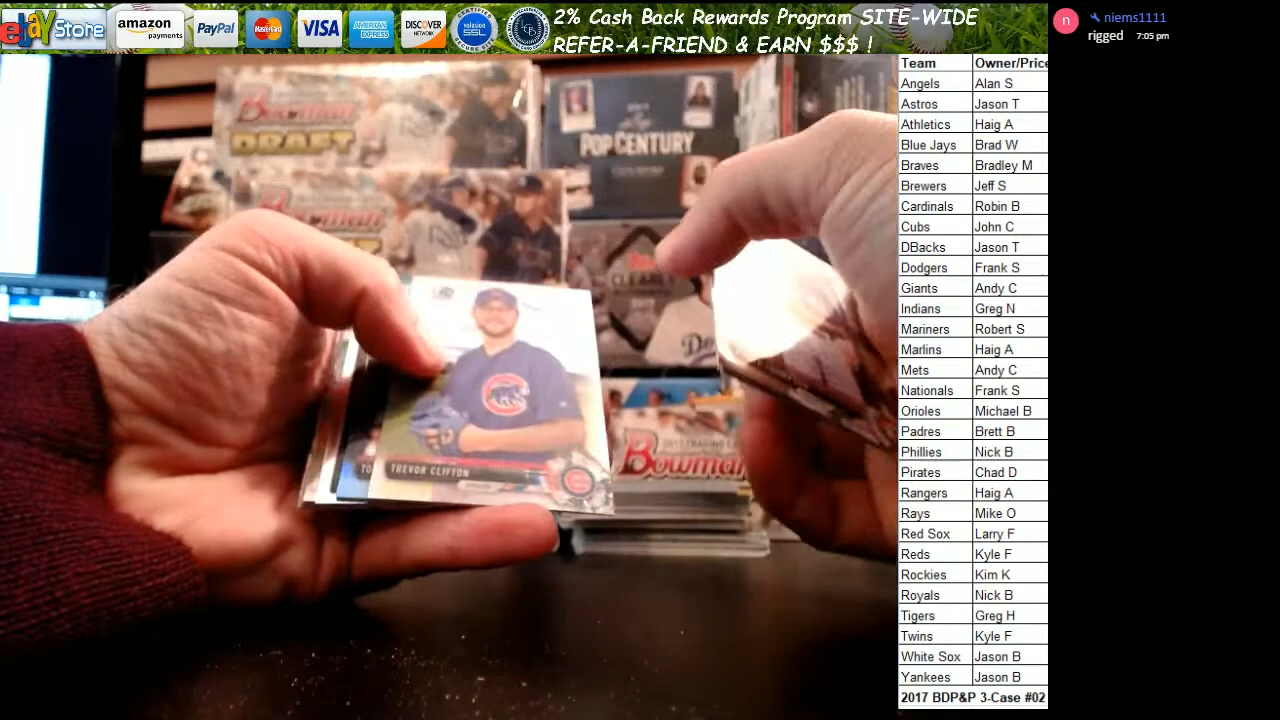 ebay Store
amazon
payments
PayPal
MasterCard
VISA
AMERICAN
EXPRESS
DISCOVER
NETWORK
volusion
SSL
2% Cash Back Rewards Program SITE-WIDE
REFER-A-FRIEND & EARN $$$ !
n
niems1111
rigged 7:05 pm
Team Owner/Price
Angels Alan S
Astros Jason T
Athletics Haig A
Blue Jays Brad W
Braves Bradley M
Brewers Jeff S
Cardinals Robin B
Cubs John C
DBacks Jason T
Dodgers Frank S
Giants Andy C
Indians Greg N
Mariners Robert S
Marlins Haig A
Mets Andy C
Nationals Frank S
Orioles Michael B
Padres Brett B
Phillies Nick B
Pirates Chad D
Rangers Haig A
Rays Mike O
Red Sox Larry F
Reds Kyle F
Rockies Kim K
Royals Nick B
Tigers Greg H
Twins Kyle F
White Sox Jason B
Yankees Jason B
2017 BDP&P 3-Case #02
Bowman
DRAFT
POP CENTURY
Bowman
TREVOR CLIFTON
Bowman